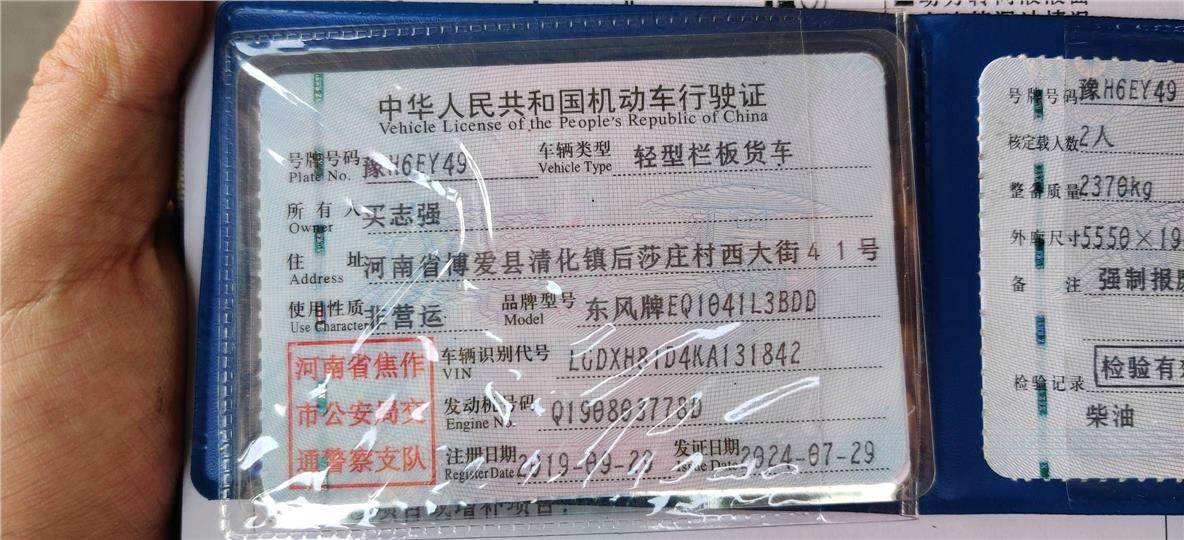 中华人民共和国机动车行驶证
Vehicle License of the People's Republic of China
号牌号码 Plate No. 豫H6EY49 车辆类型 Vehicle Type 轻型栏板货车
所有人 Owner 买志强
住址 Address 河南省博爱县清化镇后莎庄村西大街41号
使用性质 Use Character 非营运 品牌型号 Model 东风牌EQ1041L3BDD
河南省焦作
市公安局交
通警察支队
车辆识别代号 VIN LGDXH81D4KA131842
发动机号码 Engine No. Q190803778D
注册日期 Register Date 2019-09-20 发证日期 Issue Date 2024-07-29
号牌号码 豫H6EY49
核定载人数 2人
整备质量 2370kg
外廓尺寸 5550×19
备注 强制报废
检验记录 检验有效
柴油